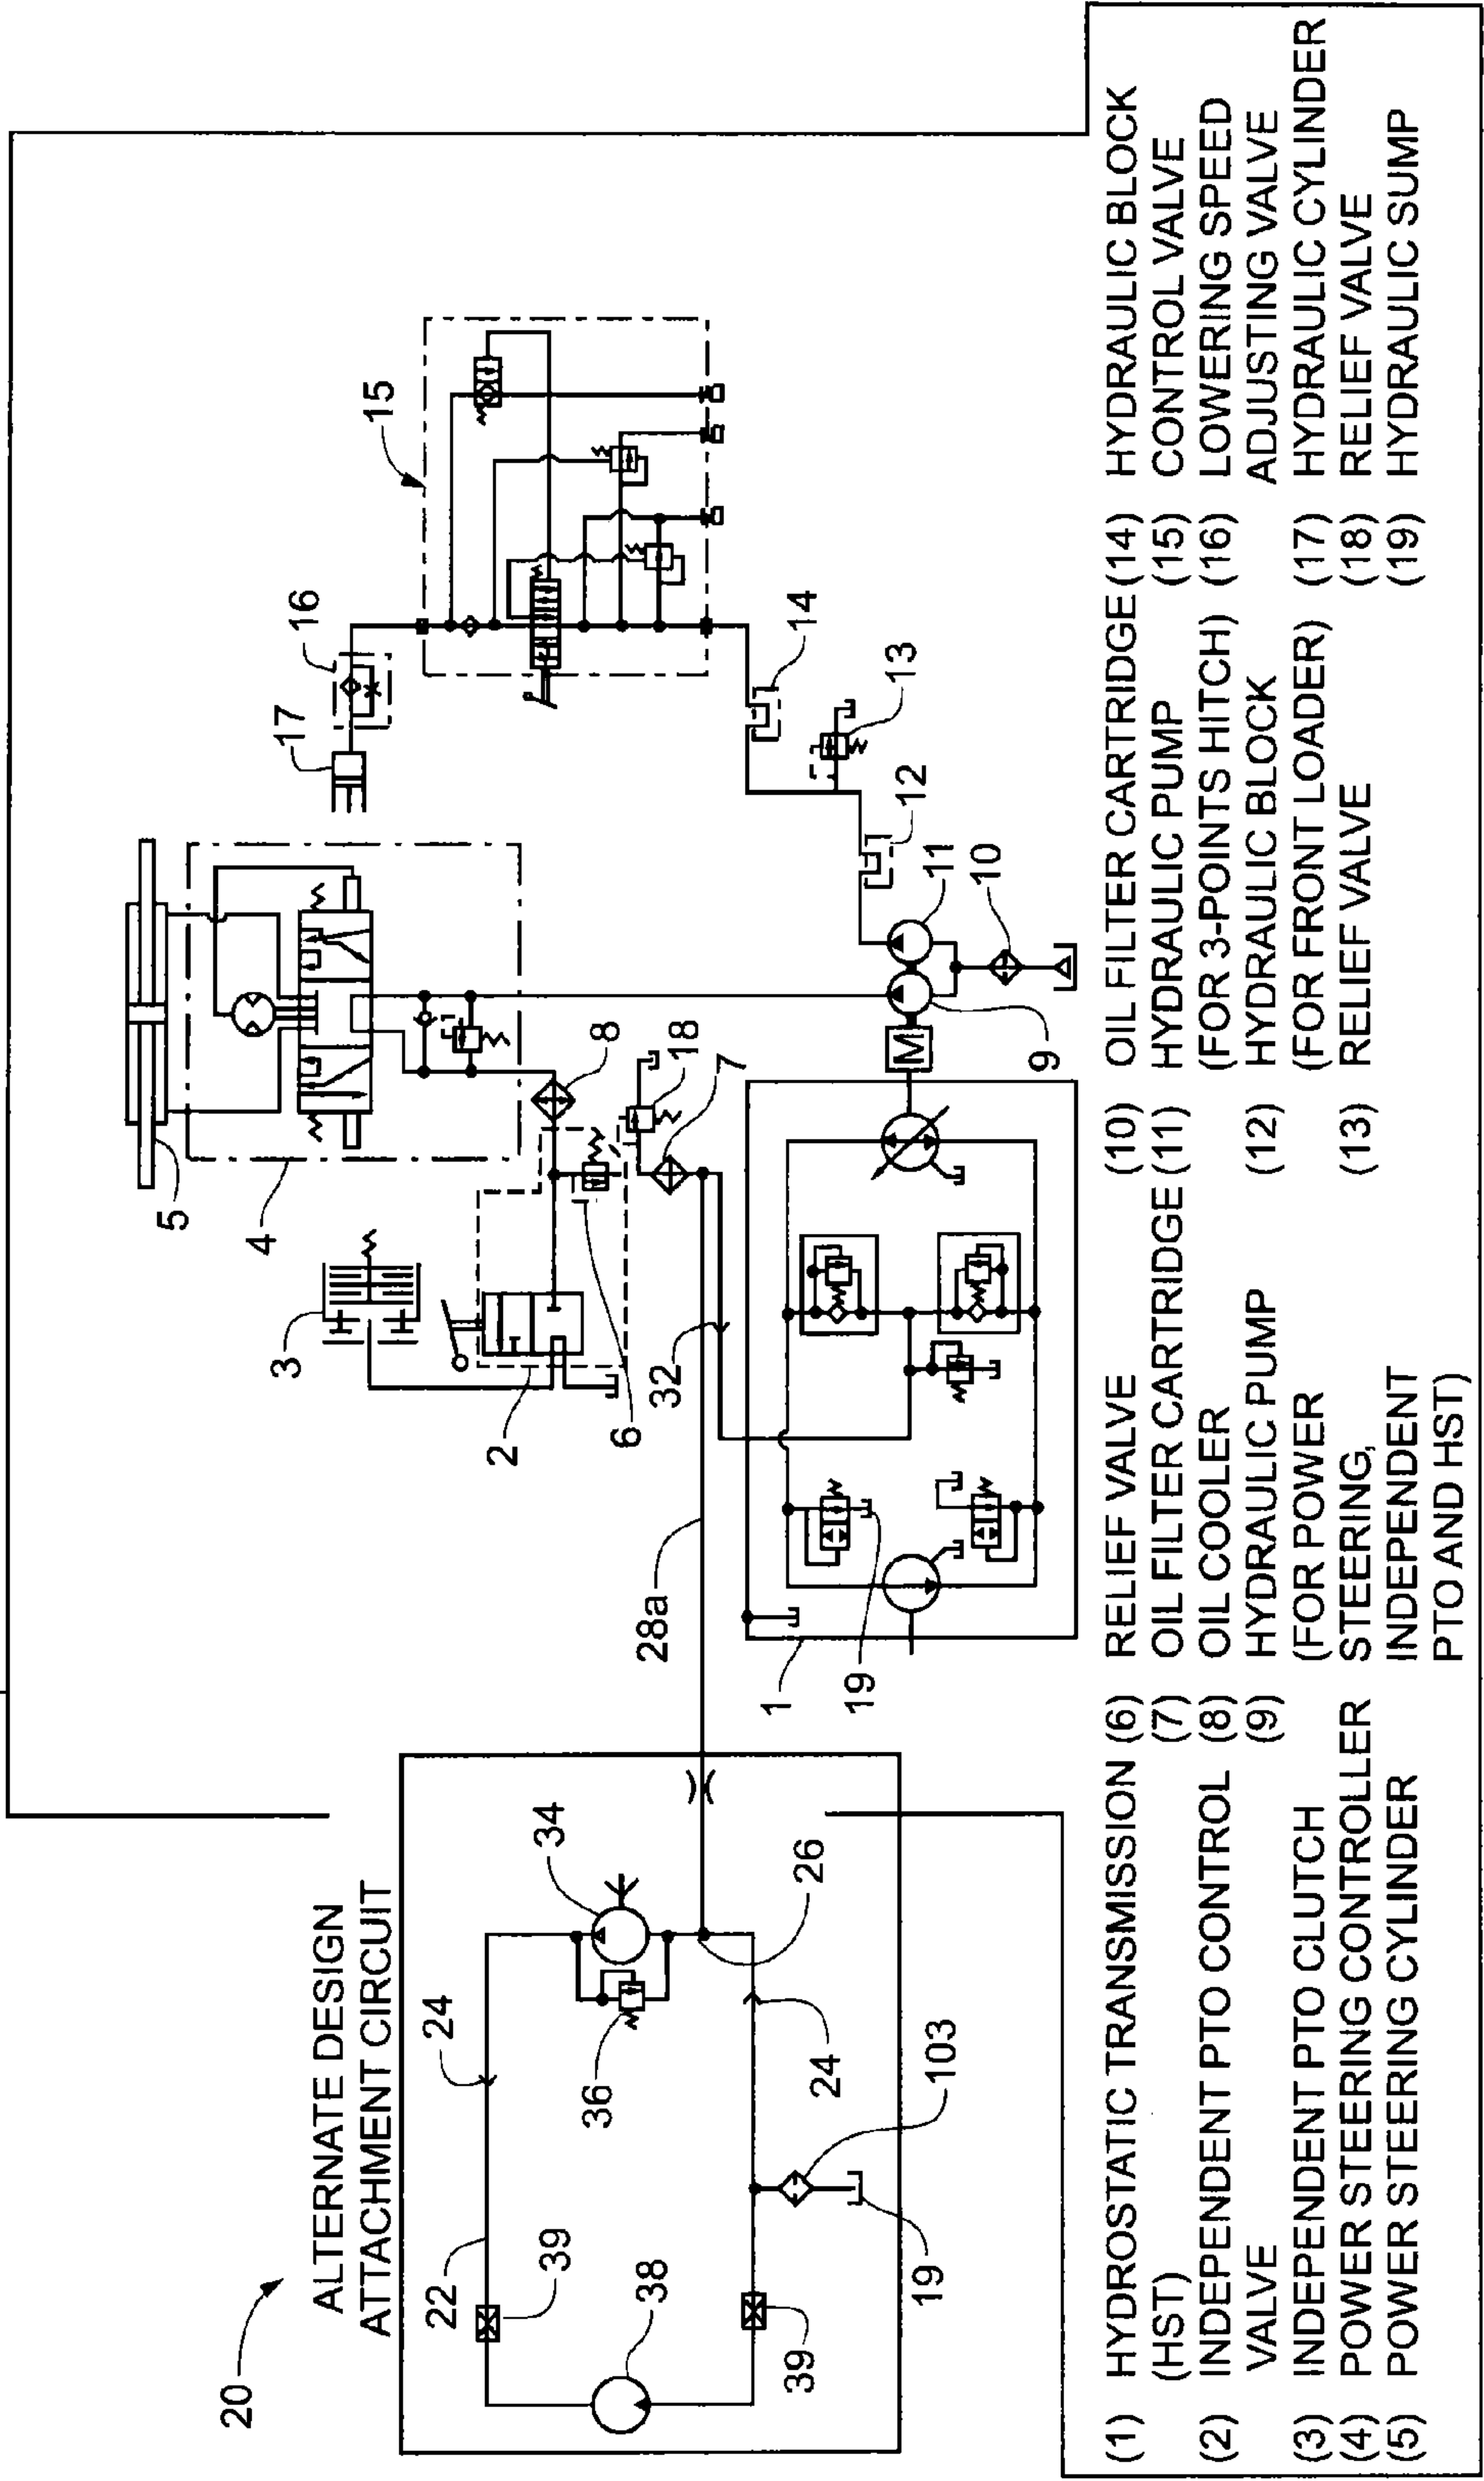 20
ALTERNATE DESIGN
ATTACHMENT CIRCUIT
22
24
34
39
36
38
26
24
39
103
19
28a
5
4
3
2
6
32
8
18
7
1
19
17
16
15
14
13
12
11
10
9
M
(1) HYDROSTATIC TRANSMISSION
(HST)
(2) INDEPENDENT PTO CONTROL
VALVE
(3) INDEPENDENT PTO CLUTCH
(4) POWER STEERING CONTROLLER
(5) POWER STEERING CYLINDER
(6) RELIEF VALVE
(7) OIL FILTER CARTRIDGE
(8) OIL COOLER
(9) HYDRAULIC PUMP
(FOR POWER
STEERING,
INDEPENDENT
PTO AND HST)
(10) OIL FILTER CARTRIDGE
(11) HYDRAULIC PUMP
(FOR 3-POINTS HITCH)
(12) HYDRAULIC BLOCK
(FOR FRONT LOADER)
(13) RELIEF VALVE
(14) HYDRAULIC BLOCK
(15) CONTROL VALVE
(16) LOWERING SPEED
ADJUSTING VALVE
(17) HYDRAULIC CYLINDER
(18) RELIEF VALVE
(19) HYDRAULIC SUMP